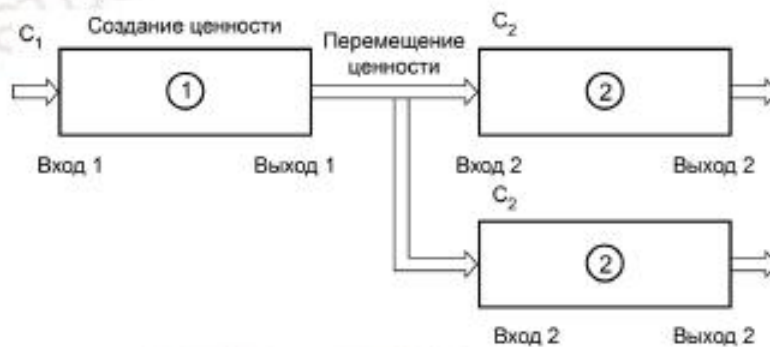 Создание ценности
C₁
Перемещение
ценности
C₂
1
2
Вход 1
Выход 1
Вход 2
Выход 2
C₂
2
Вход 2
Выход 2